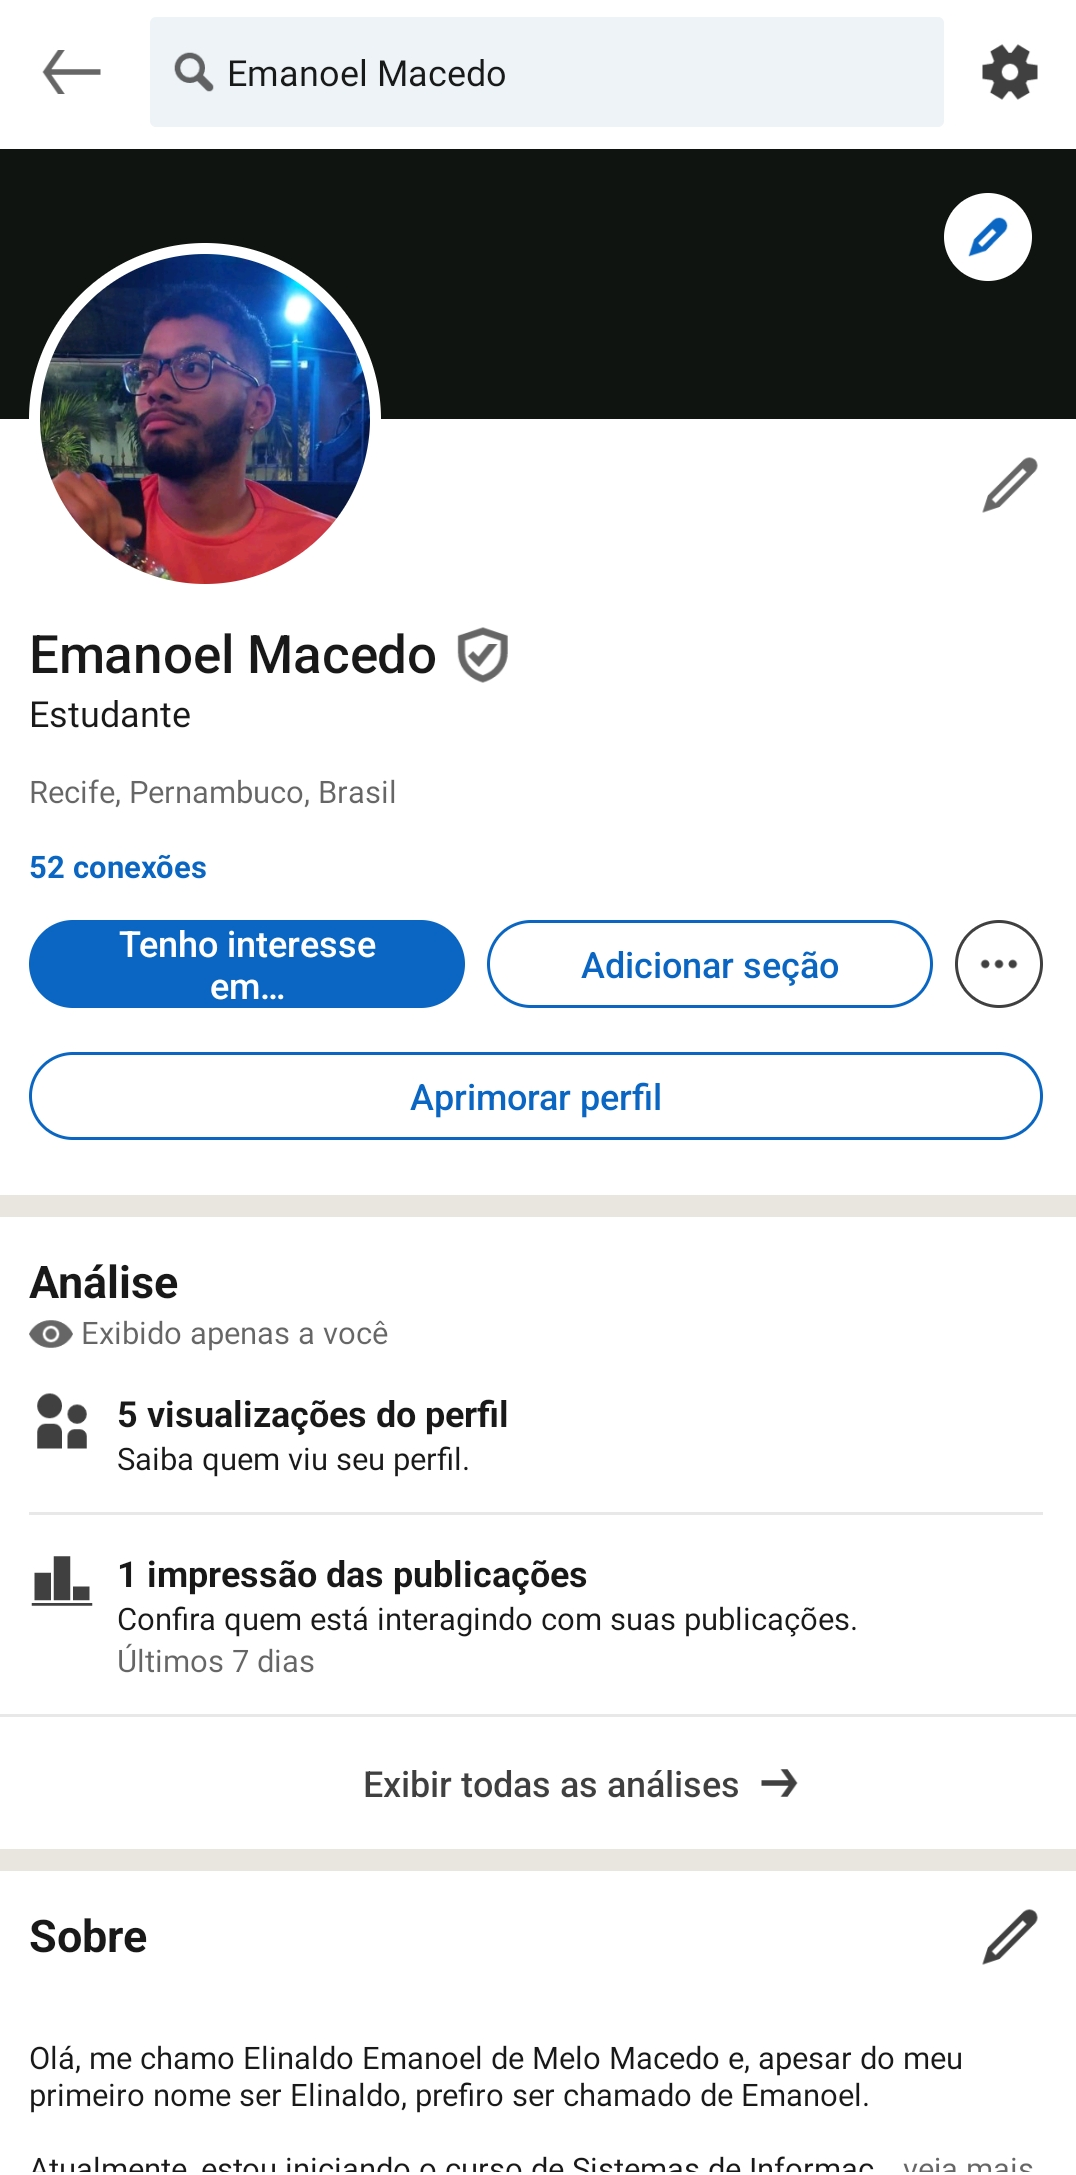 Emanoel Macedo
Emanoel Macedo
Estudante
Recife, Pernambuco, Brasil
52 conexões
Tenho interesse
em...
Adicionar seção
Aprimorar perfil
Análise
Exibido apenas a você
5 visualizações do perfil
Saiba quem viu seu perfil.
1 impressão das publicações
Confira quem está interagindo com suas publicações.
Últimos 7 dias
Exibir todas as análises
Sobre
Olá, me chamo Elinaldo Emanoel de Melo Macedo e, apesar do meu
primeiro nome ser Elinaldo, prefiro ser chamado de Emanoel.
Atualmente, estou iniciando o curso de Sistemas de Informaç... veja mais